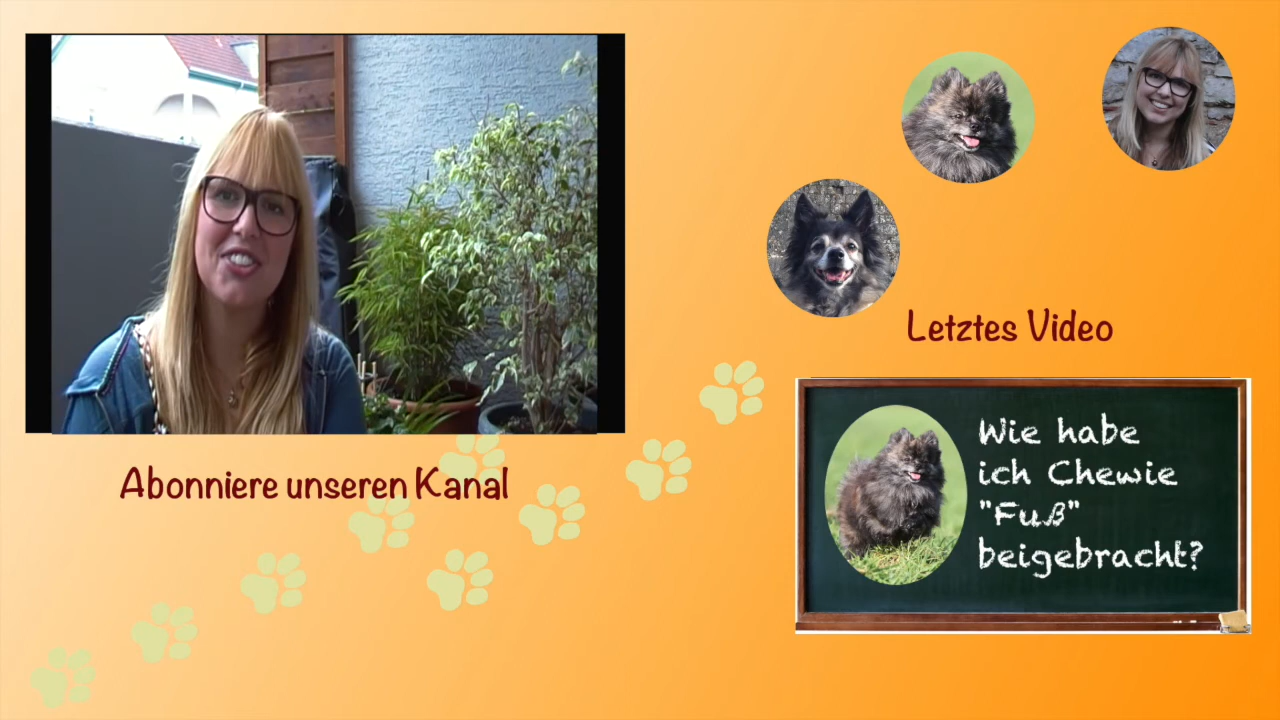 Letztes Video
Wie habe
ich Chewie
"Fuß"
beigebracht?
Abonniere unseren Kanal